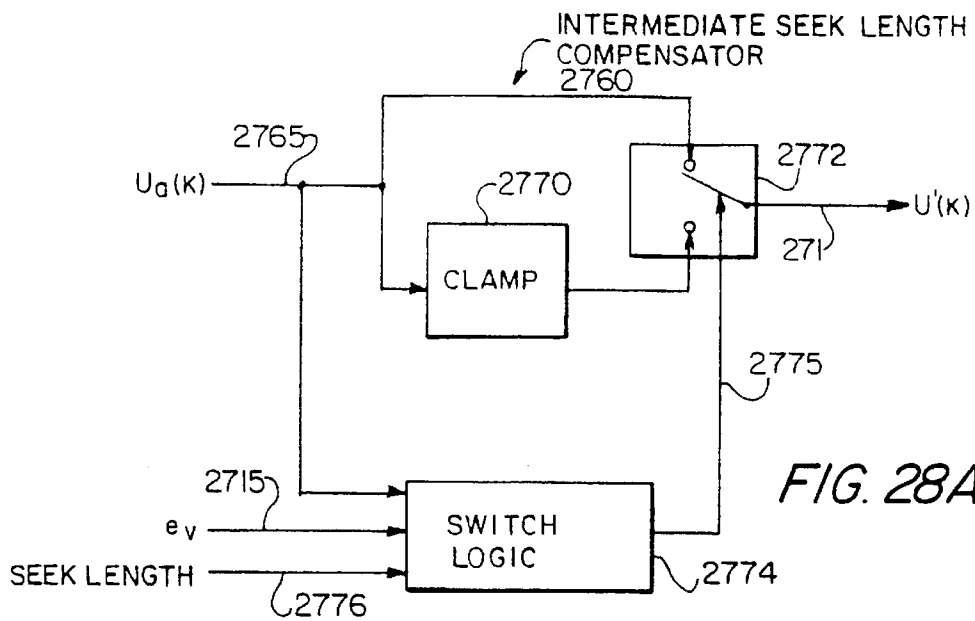 INTERMEDIATE SEEK LENGTH
COMPENSATOR
2760
2765
2772
Ua(K)
2770
U'(K)
271
CLAMP
2775
2715
FIG. 28A
ev
SWITCH
LOGIC
SEEK LENGTH
2774
2776